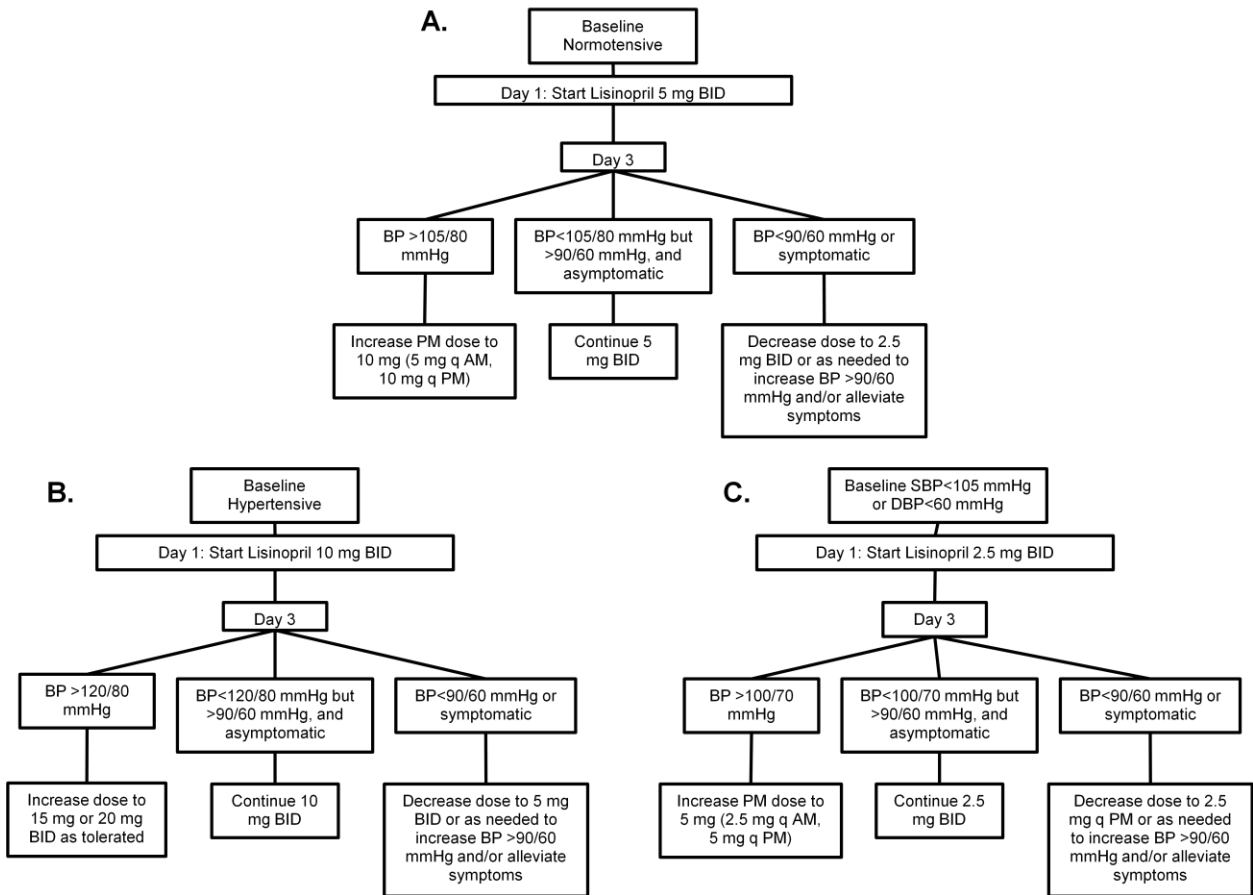 A.
Baseline
Normotensive
Day 1: Start Lisinopril 5 mg BID
Day 3
BP >105/80
mmHg
BP<105/80 mmHg but
>90/60 mmHg, and
asymptomatic
BP<90/60 mmHg or
symptomatic
Increase PM dose to
10 mg (5 mg q AM,
10 mg q PM)
Continue 5
mg BID
Decrease dose to 2.5
mg BID or as needed to
increase BP >90/60
mmHg and/or alleviate
symptoms
B.
Baseline
Hypertensive
Day 1: Start Lisinopril 10 mg BID
Day 3
BP >120/80
mmHg
BP<120/80 mmHg but
>90/60 mmHg, and
asymptomatic
BP<90/60 mmHg or
symptomatic
Increase dose to
15 mg or 20 mg
BID as tolerated
Continue 10
mg BID
Decrease dose to 5 mg
BID or as needed to
increase BP >90/60
mmHg and/or alleviate
symptoms
C.
Baseline SBP<105 mmHg
or DBP<60 mmHg
Day 1: Start Lisinopril 2.5 mg BID
Day 3
BP >100/70
mmHg
BP<100/70 mmHg but
>90/60 mmHg, and
asymptomatic
BP<90/60 mmHg or
symptomatic
Increase PM dose to
5 mg (2.5 mg q AM,
5 mg q PM)
Continue 2.5
mg BID
Decrease dose to 2.5
mg q PM or as needed
to increase BP >90/60
mmHg and/or alleviate
symptoms